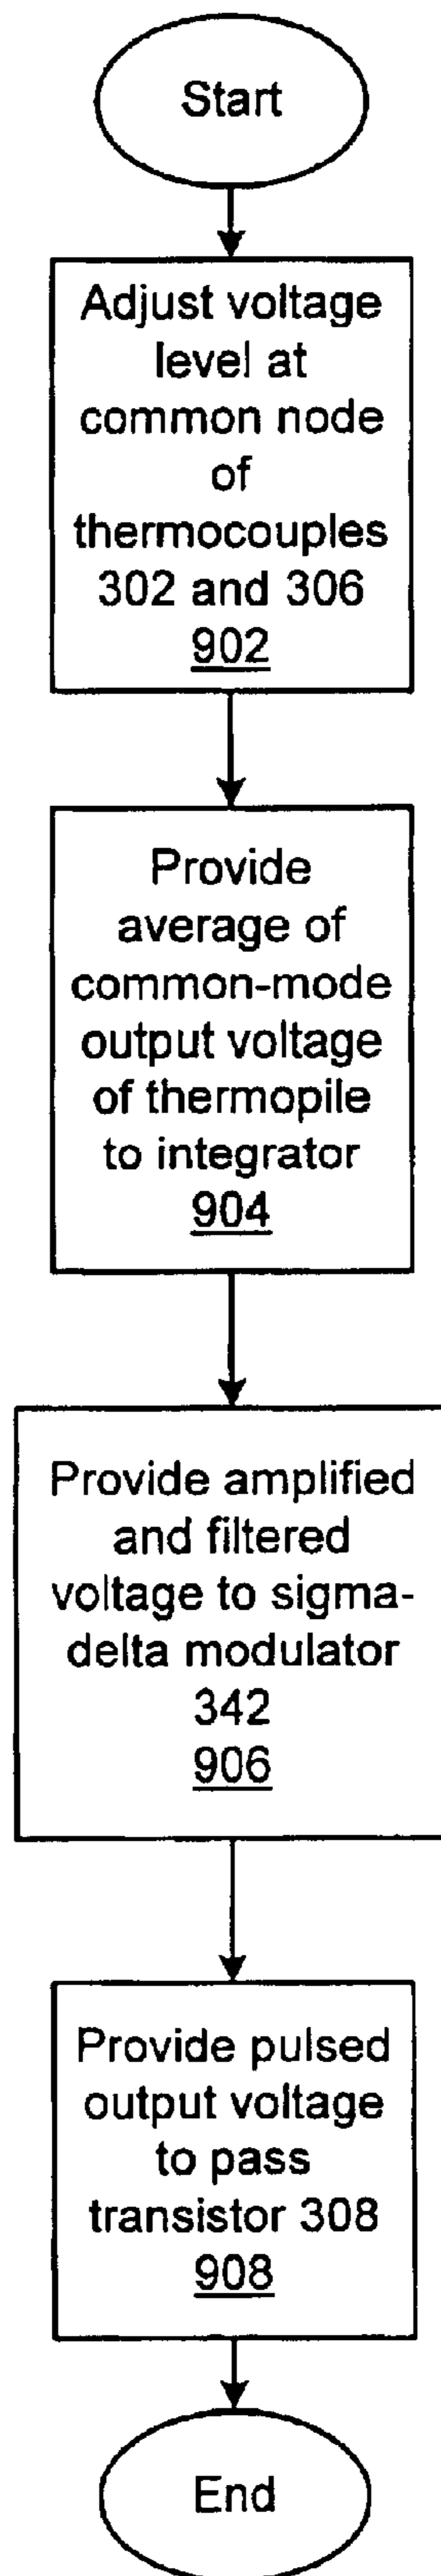 Start
Adjust voltage
level at
common node
of
thermocouples
302 and 306
902
Provide
average of
common-mode
output voltage
of thermopile
to integrator
904
Provide amplified
and filtered
voltage to sigma-
delta modulator
342
906
Provide pulsed
output voltage
to pass
transistor 308
908
End